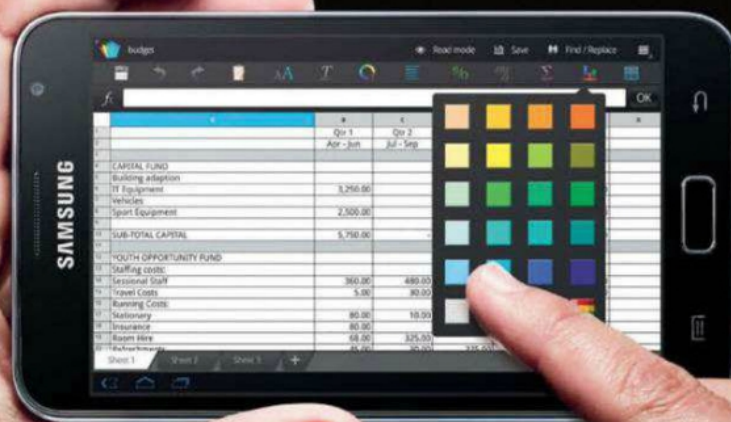 budget
Read mode
Save
Find / Replace
OK
SAMSUNG
Qtr 1
Qtr 2
Apr - Jun
Jul - Sep
CAPITAL FUND
Building adaption
IT Equipment 3,250.00
Vehicles
Sport Equipment 2,500.00
SUB-TOTAL CAPITAL 5,750.00 -
YOUTH OPPORTUNITY FUND
Staffing costs:
Sessional Staff 360.00 480.00
Travel Costs 5.00 30.00
Running Costs:
Stationary 80.00 10.00
Insurance 80.00
Room Hire 68.00 325.00
Refreshments
Sheet 1 Sheet 2 Sheet 3 +